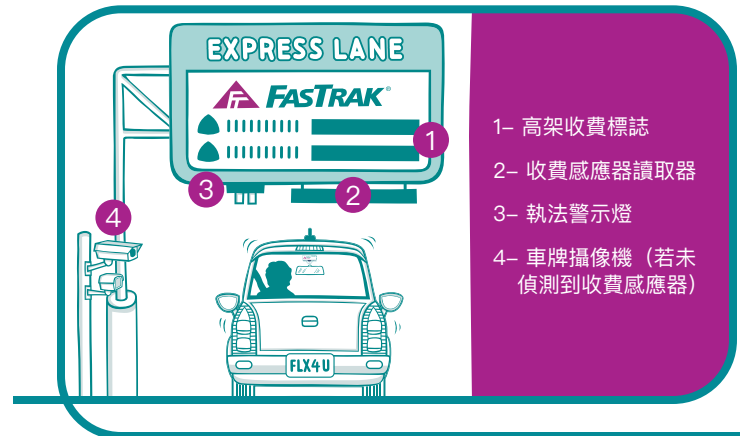 EXPRESS LANE
FASTRAK®
1
2
3
4
FLX4U
1– 高架收費標誌
2– 收費感應器讀取器
3– 執法警示燈
4– 車牌攝像機（若未
偵測到收費感應器）